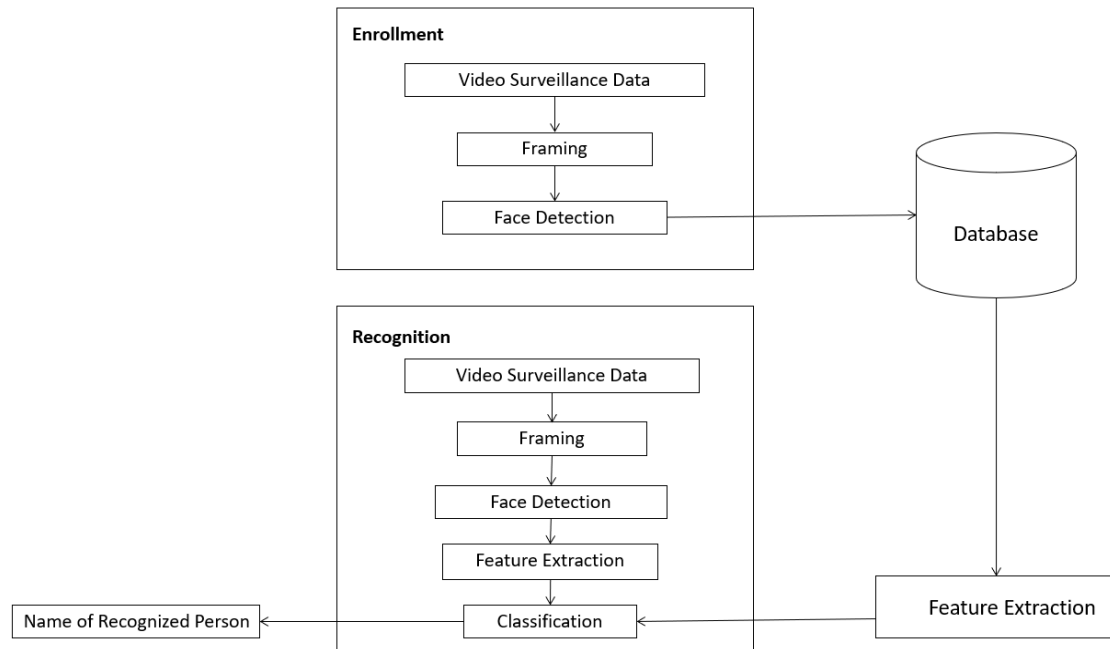 Enrollment
Video Surveillance Data
Framing
Face Detection
Database
Recognition
Video Surveillance Data
Framing
Face Detection
Feature Extraction
Classification
Feature Extraction
Name of Recognized Person